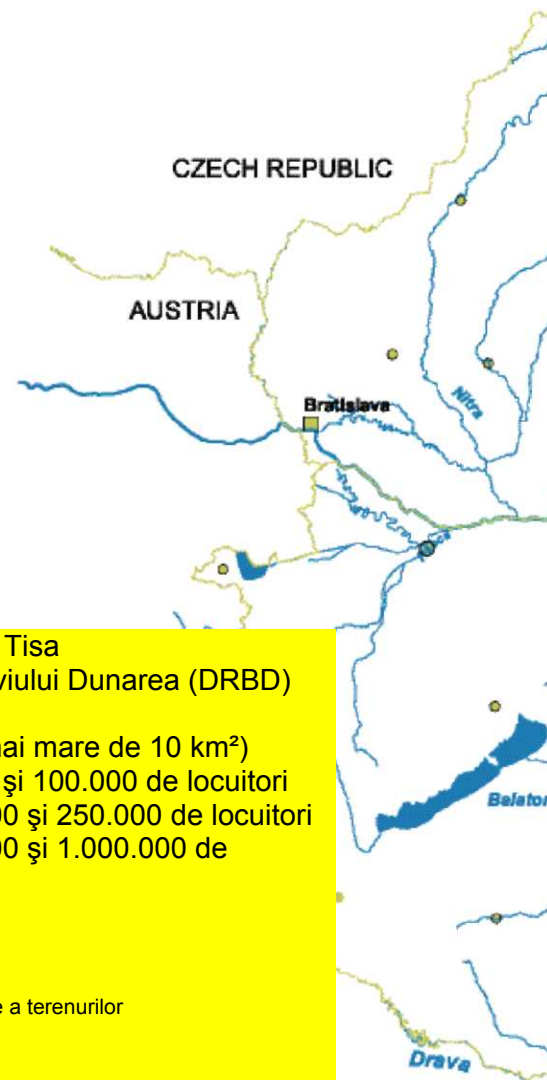 CZECH REPUBLIC
AUSTRIA
Bratislava
Nitra
Tisa
viului Dunarea (DRBD)
nai mare de 10 km²)
şi 100.000 de locuitori
00 şi 250.000 de locuitori
00 şi 1.000.000 de
Balaton
e a terenurilor
Drava